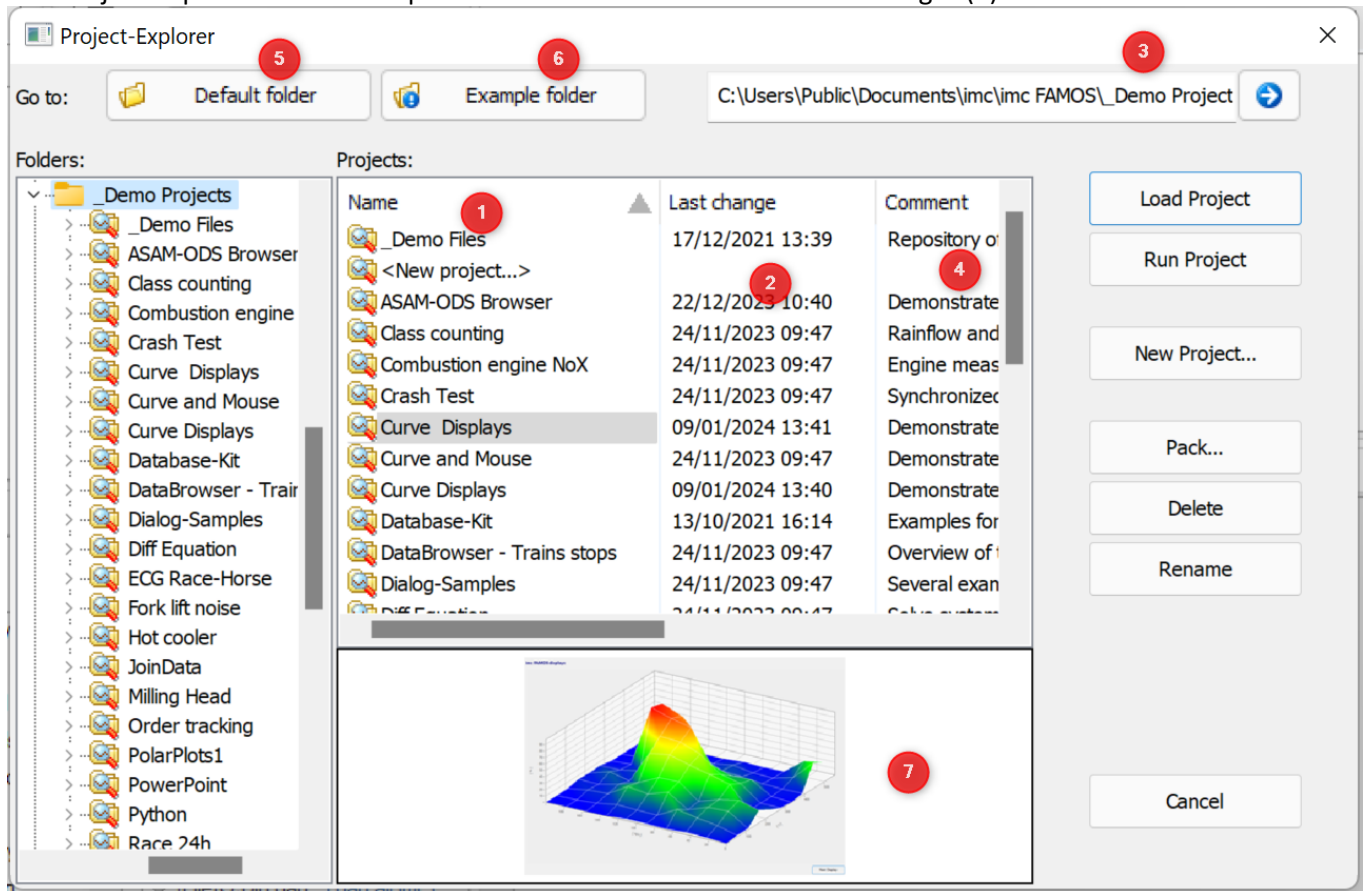 Project-Explorer
5
6
3
Go to:
Default folder
Example folder
C:\Users\Public\Documents\imc\imc FAMOS\_Demo Project
Folders:
Projects:
_Demo Projects
_Demo Files
ASAM-ODS Browser
Class counting
Combustion engine
Crash Test
Curve  Displays
Curve and Mouse
Curve Displays
Database-Kit
DataBrowser - Train
Dialog-Samples
Diff Equation
ECG Race-Horse
Fork lift noise
Hot cooler
JoinData
Milling Head
Order tracking
PolarPlots1
PowerPoint
Python
Race 24h
Name 1 Last change Comment
_Demo Files 17/12/2021 13:39 Repository of
<New project...> 2 4
ASAM-ODS Browser 22/12/2023 10:40 Demonstrate
Class counting 24/11/2023 09:47 Rainflow and
Combustion engine NoX 24/11/2023 09:47 Engine meas
Crash Test 24/11/2023 09:47 Synchronized
Curve  Displays 09/01/2024 13:41 Demonstrate
Curve and Mouse 24/11/2023 09:47 Demonstrate
Curve Displays 09/01/2024 13:40 Demonstrate
Database-Kit 13/10/2021 16:14 Examples for
DataBrowser - Trains stops 24/11/2023 09:47 Overview of
Dialog-Samples 24/11/2023 09:47 Several exam
Diff Equation 24/11/2023 09:47
7
Load Project
Run Project
New Project...
Pack...
Delete
Rename
Cancel